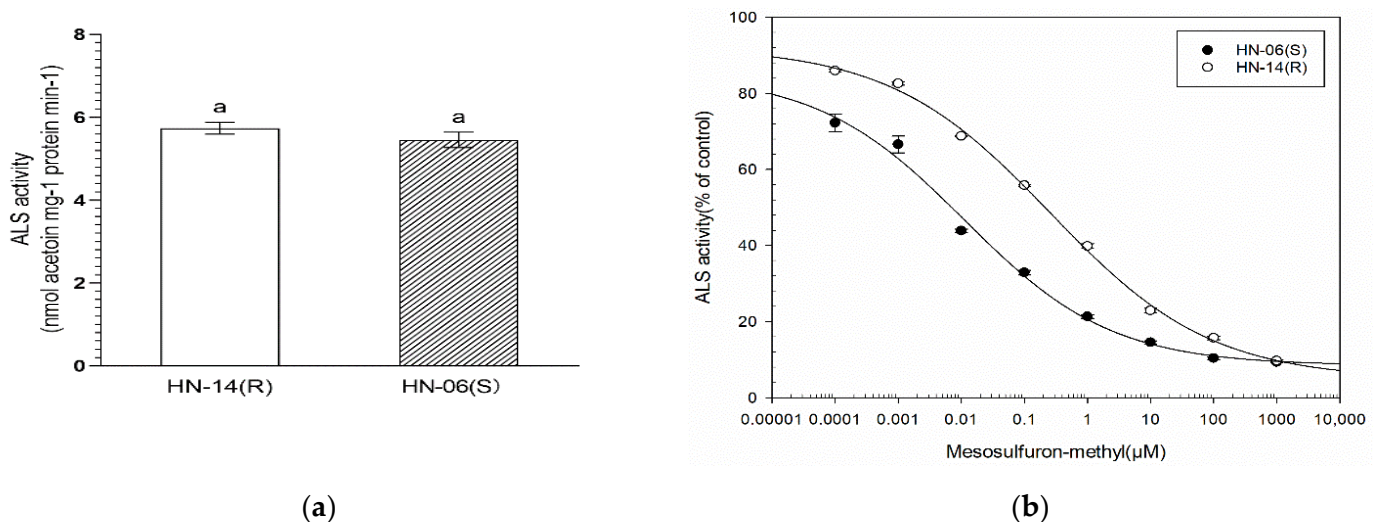 ALS activity
(nmol acetoin mg-1 protein min-1)
8
6
4
2
0
a
a
HN-14(R)
HN-06(S)
(a)
ALS activity(% of control)
100
80
60
40
20
0
HN-06(S)
HN-14(R)
0.00001 0.0001 0.001 0.01 0.1 1 10 100 1000 10,000
Mesosulfuron-methyl(μM)
(b)